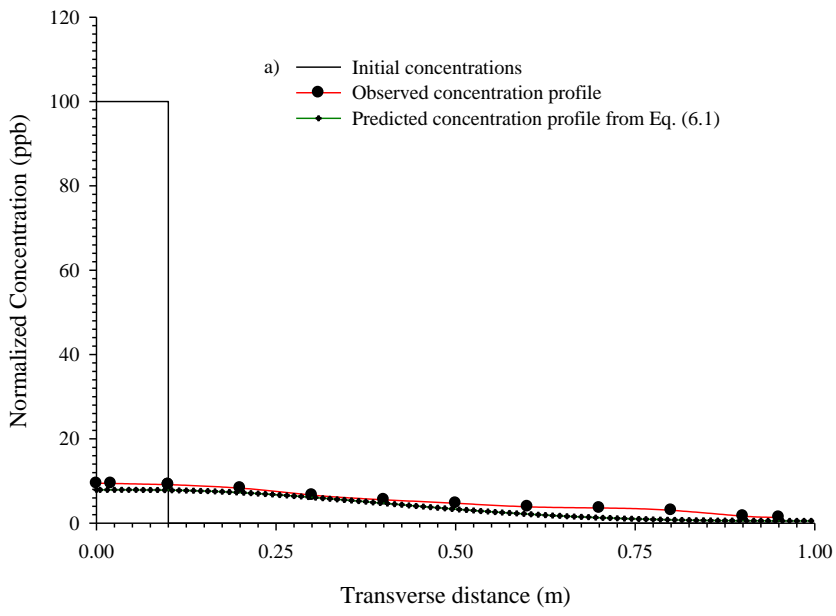 120
a) Initial concentrations
Observed concentration profile
Predicted concentration profile from Eq. (6.1)
100
80
60
40
20
0
Normalized Concentration (ppb)
0.00 0.25 0.50 0.75 1.00
Transverse distance (m)